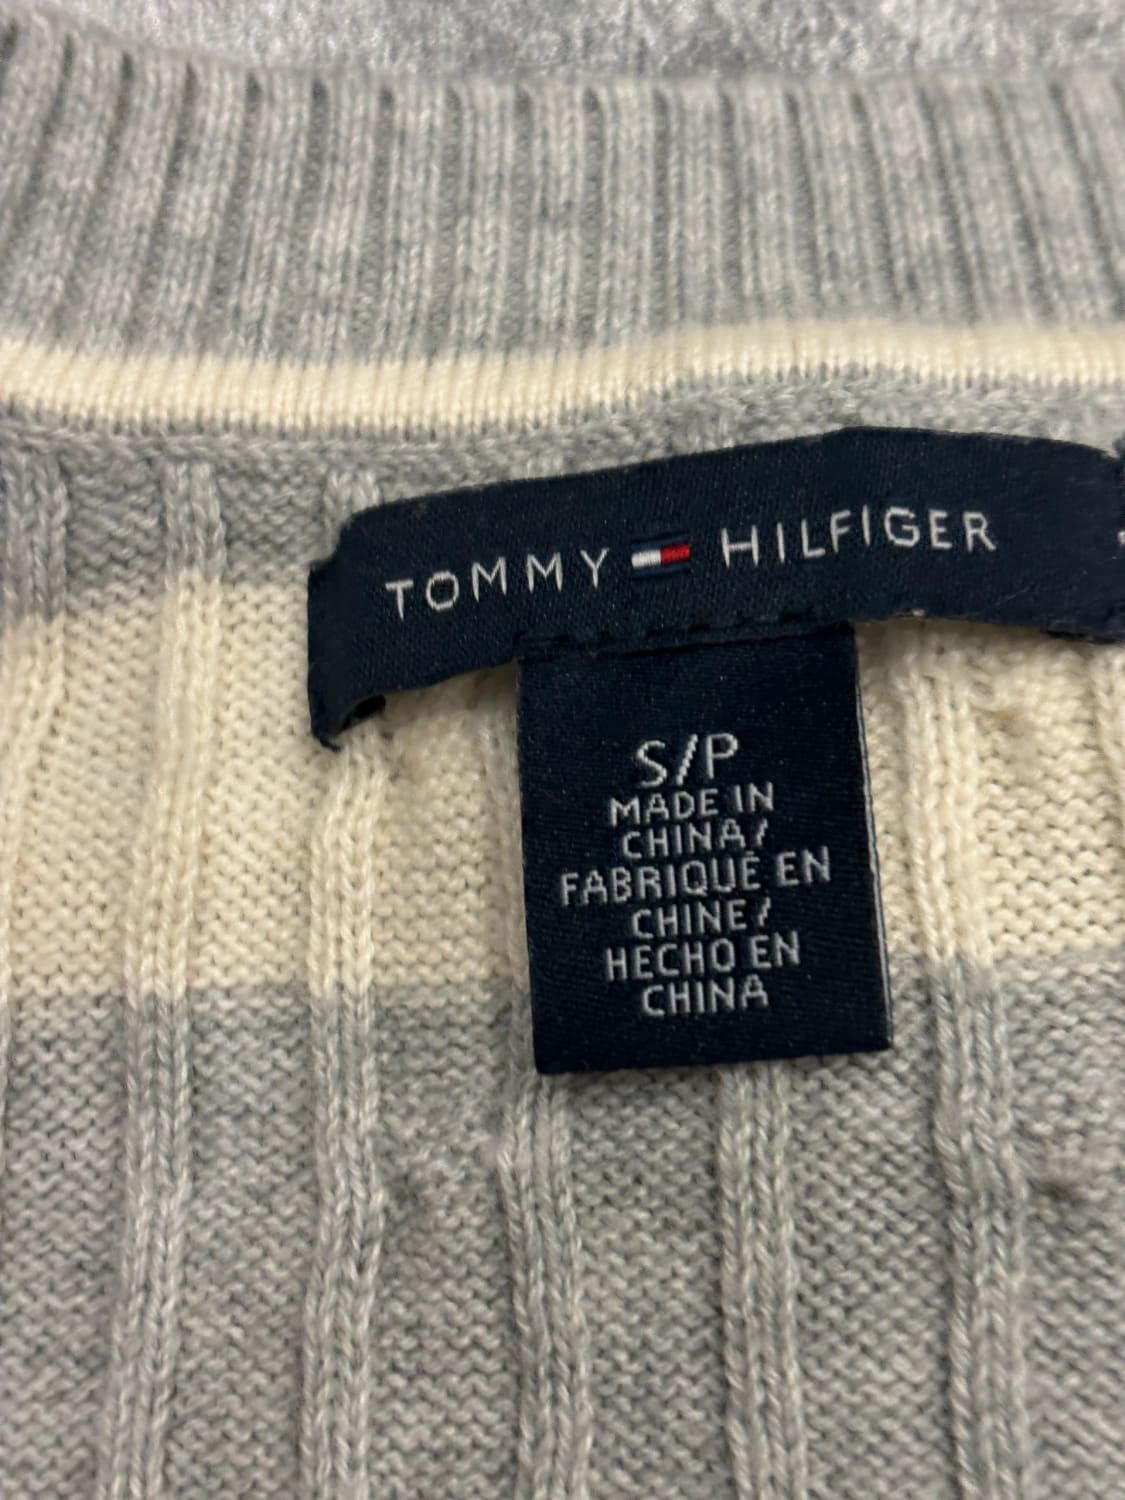 TOMMY HILFIGER
S/P
MADE IN
CHINA/
FABRIQUÉ EN
CHINE/
HECHO EN
CHINA